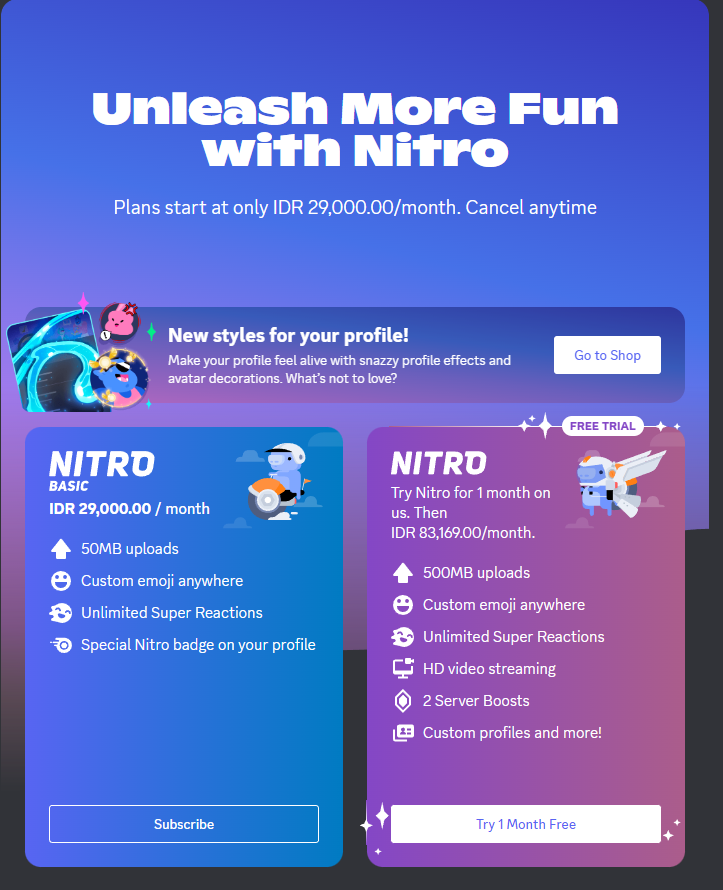 Unleash More Fun
with Nitro
Plans start at only IDR 29,000.00/month. Cancel anytime
New styles for your profile!
Make your profile feel alive with snazzy profile effects and
avatar decorations. What's not to love?
Go to Shop
NITRO
BASIC
IDR 29,000.00 / month
50MB uploads
Custom emoji anywhere
Unlimited Super Reactions
Special Nitro badge on your profile
Subscribe
FREE TRIAL
NITRO
Try Nitro for 1 month on
us. Then
IDR 83,169.00/month.
500MB uploads
Custom emoji anywhere
Unlimited Super Reactions
HD video streaming
2 Server Boosts
Custom profiles and more!
Try 1 Month Free